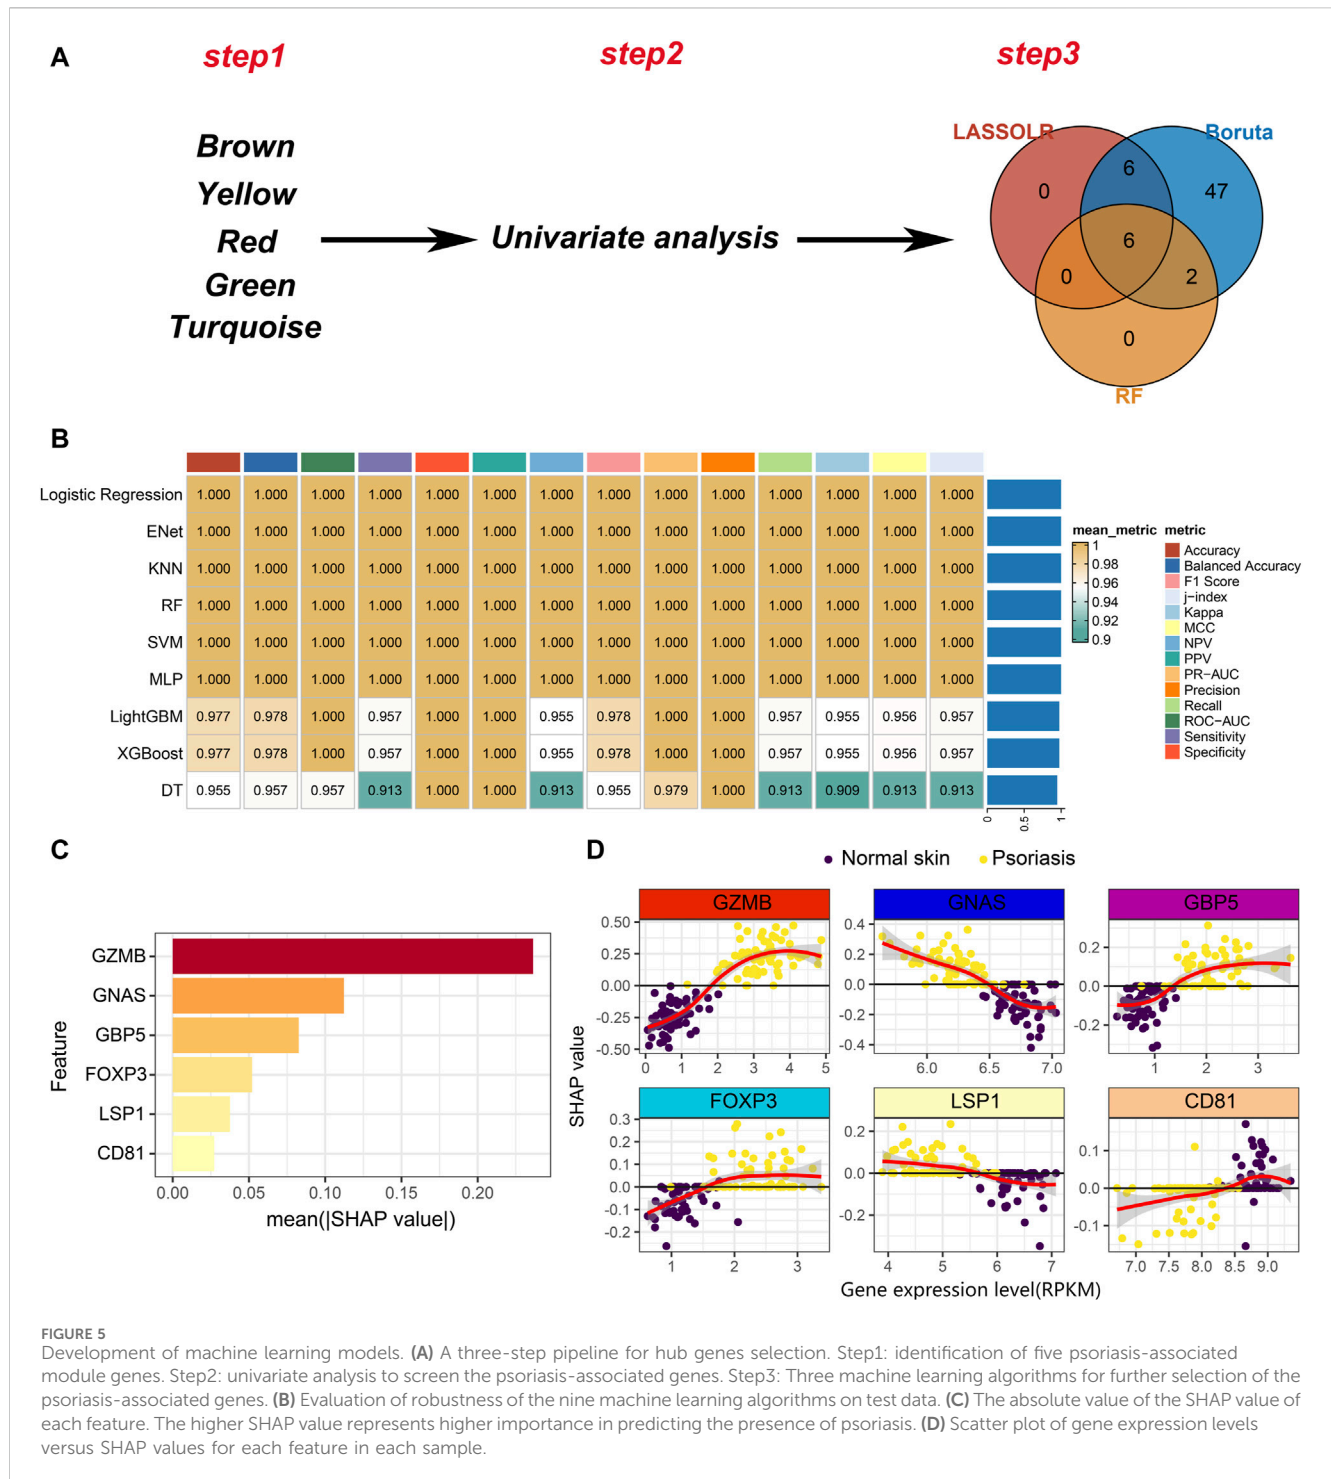 A
step1
step2
step3
Brown
Yellow
Red
Green
Turquoise
Univariate analysis
LASSOLR
Boruta
6
0
47
6
0
2
0
RF
B
Logistic Regression 1.000 1.000 1.000 1.000 1.000 1.000 1.000 1.000 1.000 1.000 1.000 1.000 1.000 1.000
ENet 1.000 1.000 1.000 1.000 1.000 1.000 1.000 1.000 1.000 1.000 1.000 1.000 1.000 1.000
KNN 1.000 1.000 1.000 1.000 1.000 1.000 1.000 1.000 1.000 1.000 1.000 1.000 1.000 1.000
RF 1.000 1.000 1.000 1.000 1.000 1.000 1.000 1.000 1.000 1.000 1.000 1.000 1.000 1.000
SVM 1.000 1.000 1.000 1.000 1.000 1.000 1.000 1.000 1.000 1.000 1.000 1.000 1.000 1.000
MLP 1.000 1.000 1.000 1.000 1.000 1.000 1.000 1.000 1.000 1.000 1.000 1.000 1.000 1.000
LightGBM 0.977 0.978 1.000 0.957 1.000 1.000 0.955 0.978 1.000 1.000 0.957 0.955 0.956 0.957
XGBoost 0.977 0.978 1.000 0.957 1.000 1.000 0.955 0.978 1.000 1.000 0.957 0.955 0.956 0.957
DT 0.955 0.957 0.957 0.913 1.000 1.000 0.913 0.955 0.979 1.000 0.913 0.909 0.913 0.913
0 0.5 1
mean_metric
1
0.98
0.96
0.94
0.92
0.9
metric
Accuracy
Balanced Accuracy
F1 Score
j-index
Kappa
MCC
NPV
PPV
PR-AUC
Precision
Recall
ROC-AUC
Sensitivity
Specificity
C
Feature
GZMB
GNAS
GBP5
FOXP3
LSP1
CD81
0.00 0.05 0.10 0.15 0.20
mean(|SHAP value|)
D
Normal skin Psoriasis
SHAP value
GZMB
0.50
0.25
0.00
-0.25
-0.50
0 1 2 3 4 5
GNAS
0.4
0.2
0.0
-0.2
-0.4
6.0 6.5 7.0
GBP5
0.2
0.0
-0.2
1 2 3
FOXP3
0.3
0.2
0.1
0.0
-0.1
-0.2
1 2 3
LSP1
0.2
0.0
-0.2
4 5 6 7
CD81
0.1
0.0
-0.1
7.0 7.5 8.0 8.5 9.0
Gene expression level(RPKM)
FIGURE 5
Development of machine learning models. (A) A three-step pipeline for hub genes selection. Step1: identification of five psoriasis-associated
module genes. Step2: univariate analysis to screen the psoriasis-associated genes. Step3: Three machine learning algorithms for further selection of the
psoriasis-associated genes. (B) Evaluation of robustness of the nine machine learning algorithms on test data. (C) The absolute value of the SHAP value of
each feature. The higher SHAP value represents higher importance in predicting the presence of psoriasis. (D) Scatter plot of gene expression levels
versus SHAP values for each feature in each sample.